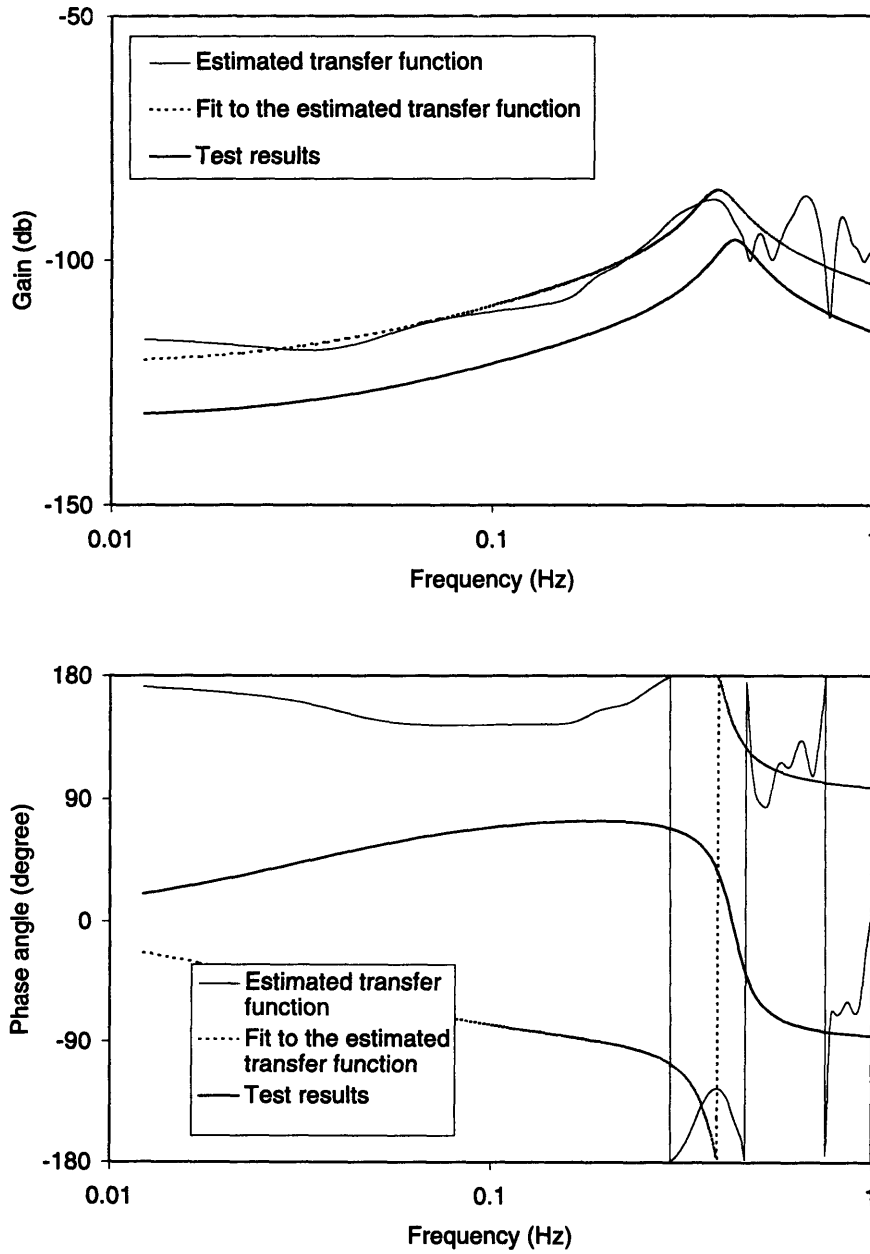 -50
Estimated transfer function
Fit to the estimated transfer function
Test results
Gain (db)
-100
-150
0.01
0.1
1
Frequency (Hz)
180
90
0
-90
-180
Phase angle (degree)
Estimated transfer
function
Fit to the estimated
transfer function
Test results
0.01
0.1
1
Frequency (Hz)